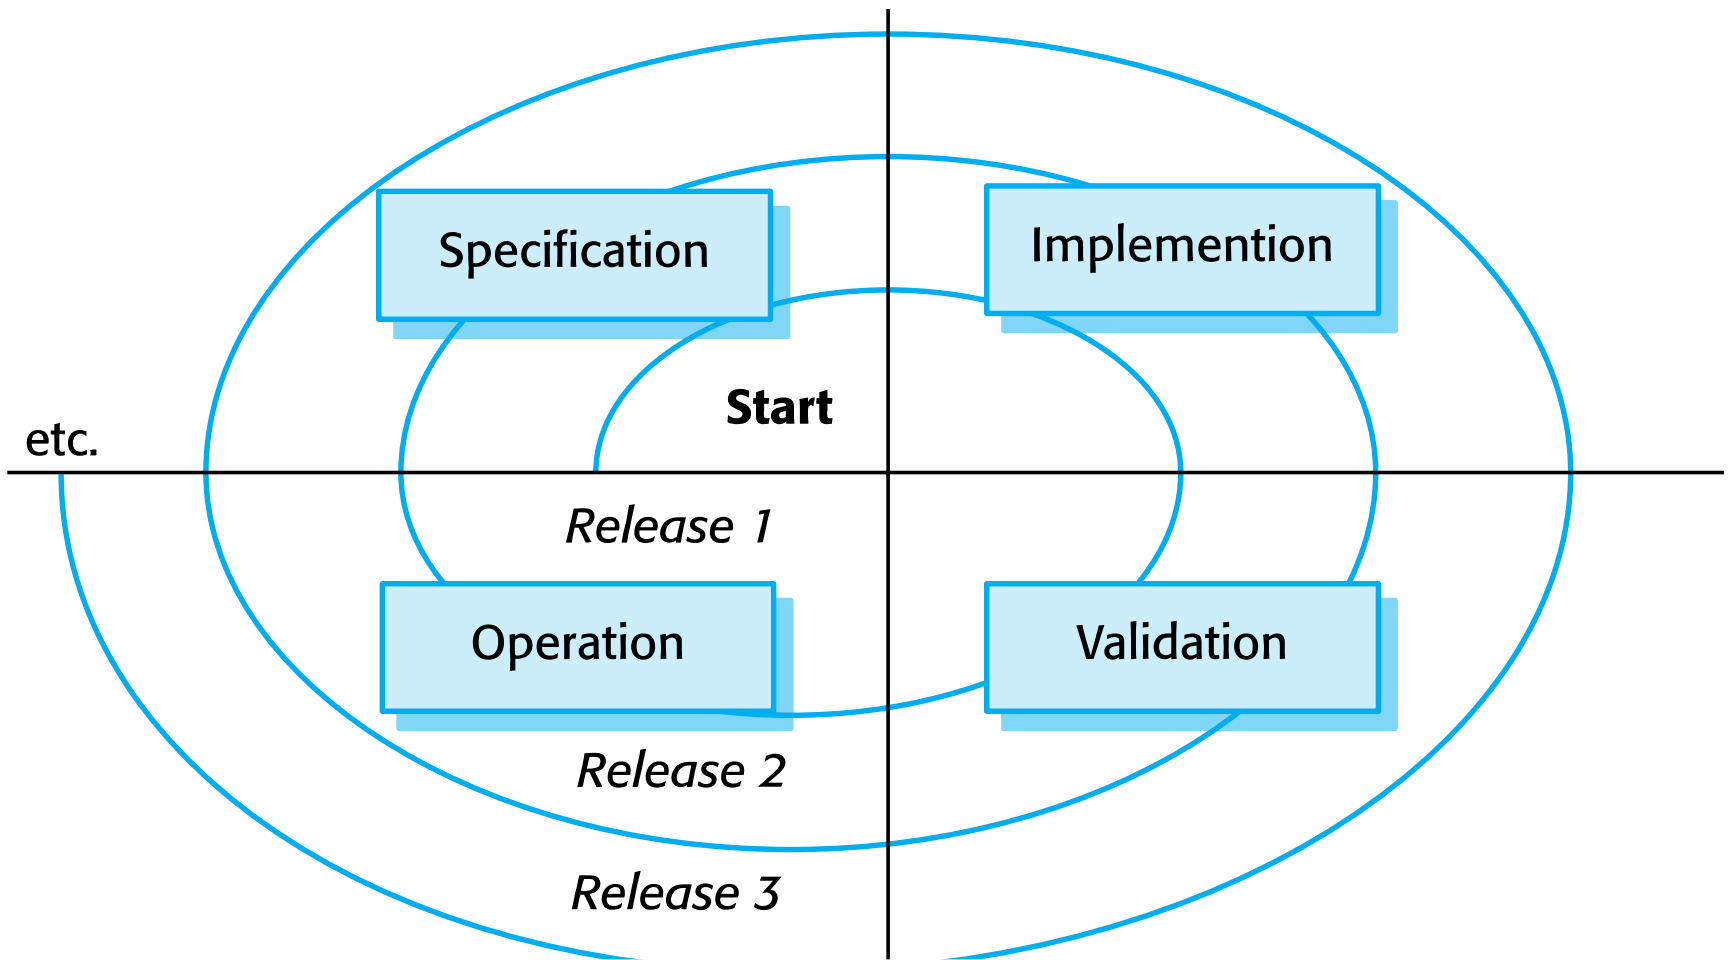 Specification
Implemention
Start
etc.
Release 1
Operation
Validation
Release 2
Release 3